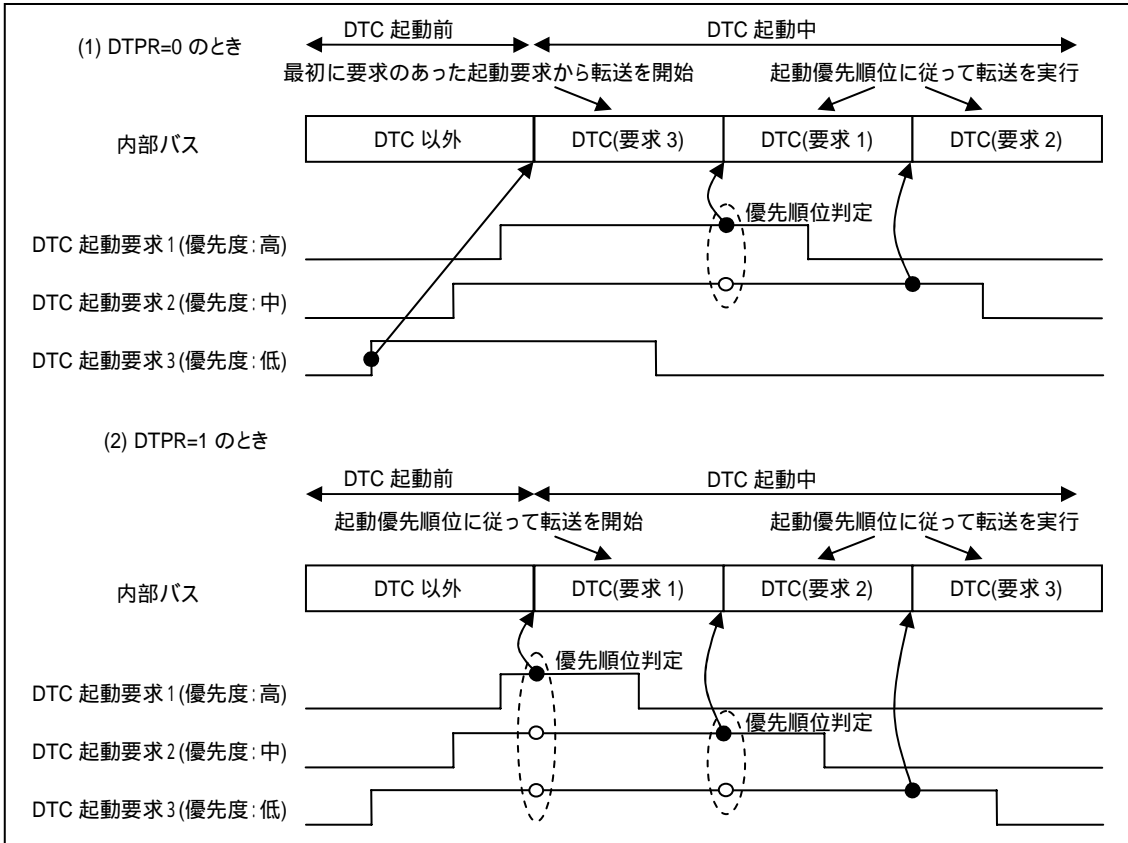 (1) DTPR=0 のとき
DTC 起動前
DTC 起動中
最初に要求のあった起動要求から転送を開始
起動優先順位に従って転送を実行
内部バス
DTC 以外
DTC(要求 3)
DTC(要求 1)
DTC(要求 2)
優先順位判定
DTC 起動要求1(優先度:高)
DTC 起動要求2(優先度:中)
DTC 起動要求3(優先度:低)
(2) DTPR=1 のとき
DTC 起動前
DTC 起動中
起動優先順位に従って転送を開始
起動優先順位に従って転送を実行
内部バス
DTC 以外
DTC(要求 1)
DTC(要求 2)
DTC(要求 3)
優先順位判定
DTC 起動要求1(優先度:高)
優先順位判定
DTC 起動要求2(優先度:中)
DTC 起動要求3(優先度:低)